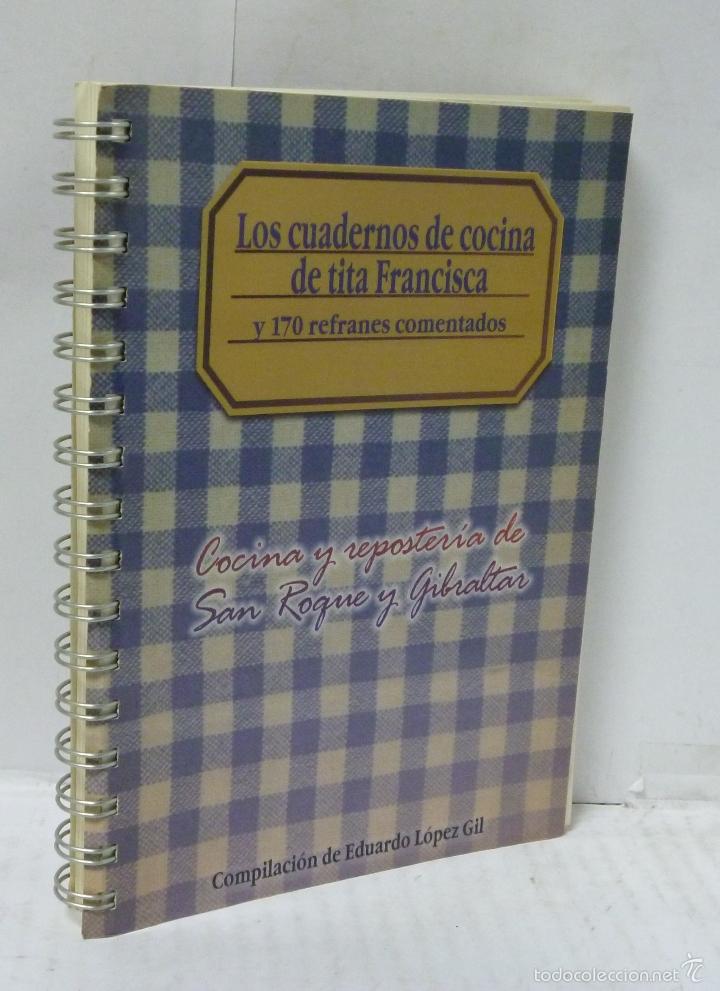 Los cuadernos de cocina
de tita Francisca
y 170 refranes comentados
Cocina y repostería de
San Roque y Gibraltar
Compilación de Eduardo López Gil
todocoleccion.net